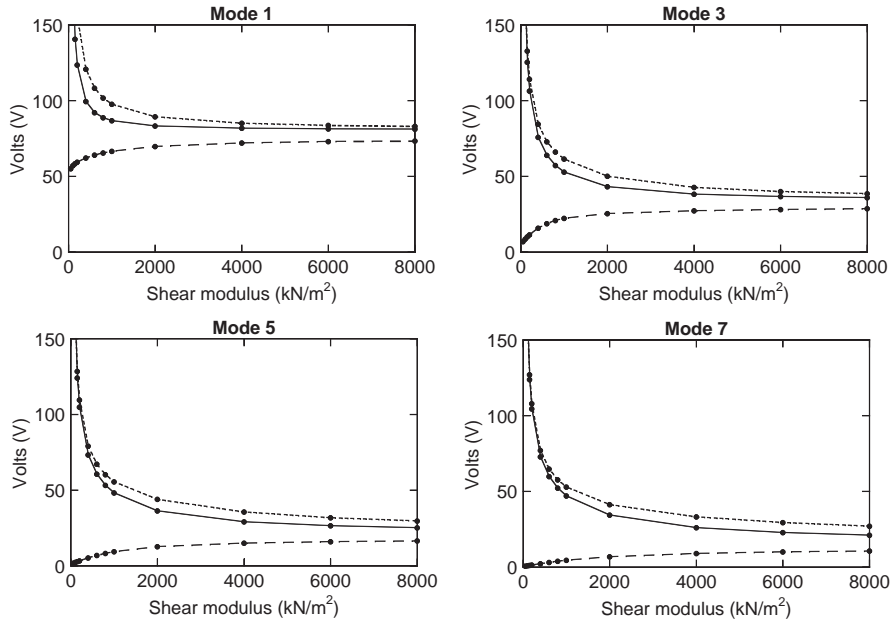 Mode 1
150
100
50
0
Volts (V)
0 2000 4000 6000 8000
Shear modulus (kN/m²)
Mode 3
150
100
50
0
Volts (V)
0 2000 4000 6000 8000
Shear modulus (kN/m²)
Mode 5
150
100
50
0
Volts (V)
0 2000 4000 6000 8000
Shear modulus (kN/m²)
Mode 7
150
100
50
0
Volts (V)
0 2000 4000 6000 8000
Shear modulus (kN/m²)